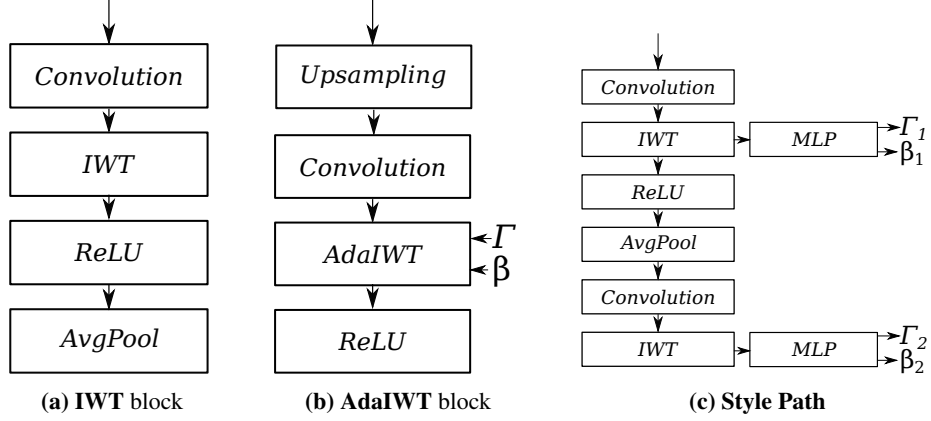 Convolution
IWT
ReLU
AvgPool
(a) IWT block
Upsampling
Convolution
AdaIWT
Γ
β
ReLU
(b) AdaIWT block
Convolution
IWT
MLP
Γ1
β1
ReLU
AvgPool
Convolution
IWT
MLP
Γ2
β2
(c) Style Path